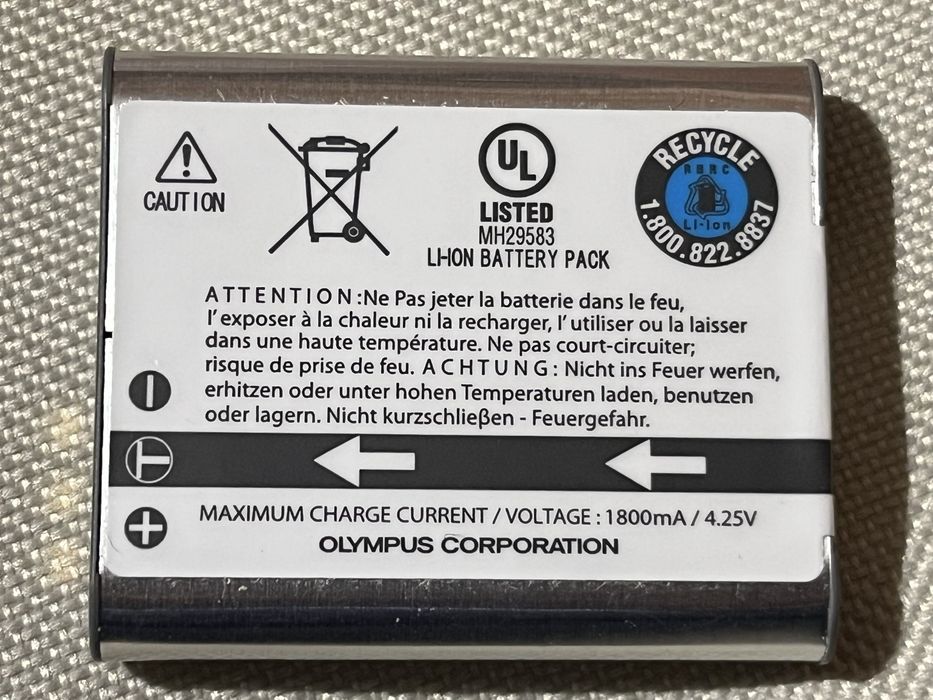 CAUTION
UL
LISTED
MH29583
LI-ION BATTERY PACK
RECYCLE
RBRC
Li-Ion
1.800.822.8837
ATTENTION:Ne Pas jeter la batterie dans le feu,
l'exposer à la chaleur ni la recharger, l'utiliser ou la laisser
dans une haute température. Ne pas court-circuiter;
risque de prise de feu. ACHTUNG: Nicht ins Feuer werfen,
erhitzen oder unter hohen Temperaturen laden, benutzen
oder lagern. Nicht kurzschlieβen - Feuergefahr.
T
MAXIMUM CHARGE CURRENT / VOLTAGE : 1800mA / 4.25V
OLYMPUS CORPORATION